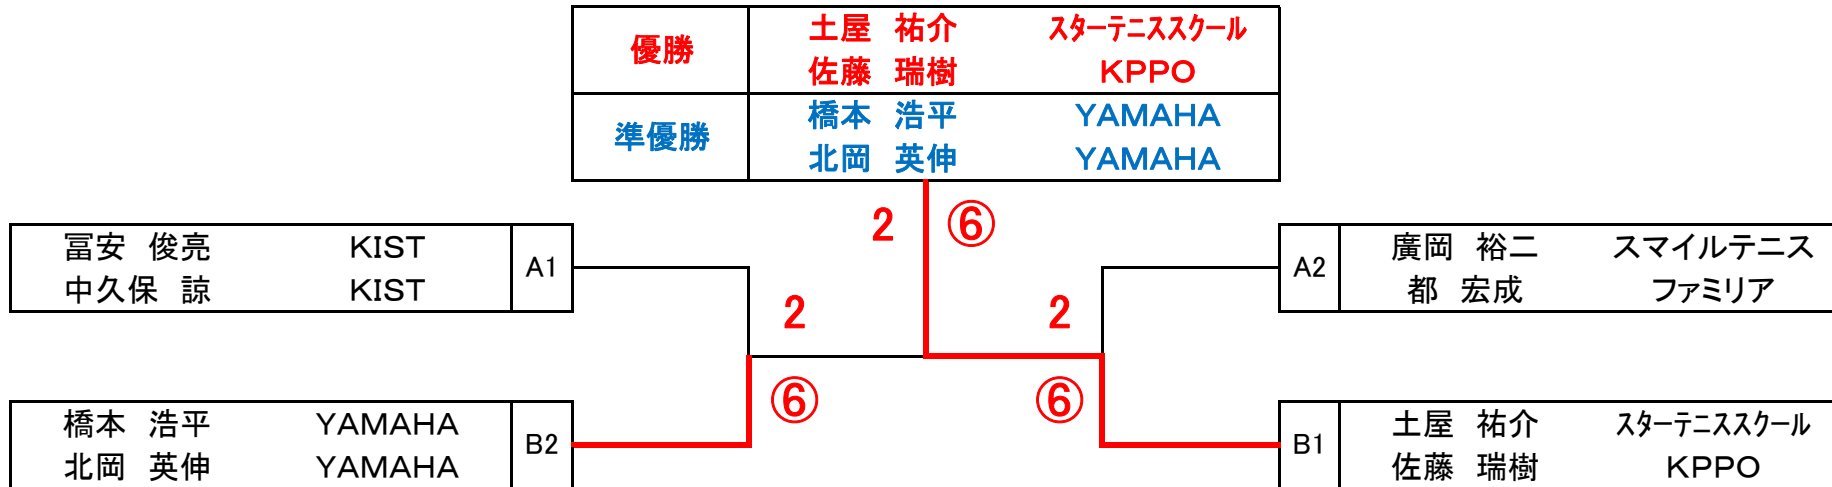 優勝
土屋 祐介 スターテニススクール
佐藤 瑞樹 KPPO
準優勝
橋本 浩平 YAMAHA
北岡 英伸 YAMAHA
2 ⑥
冨安 俊亮 KIST
中久保 諒 KIST
A1
A2
廣岡 裕二 スマイルテニス
都 宏成 ファミリア
2 2
⑥ ⑥
橋本 浩平 YAMAHA
北岡 英伸 YAMAHA
B2
B1
土屋 祐介 スターテニススクール
佐藤 瑞樹 KPPO